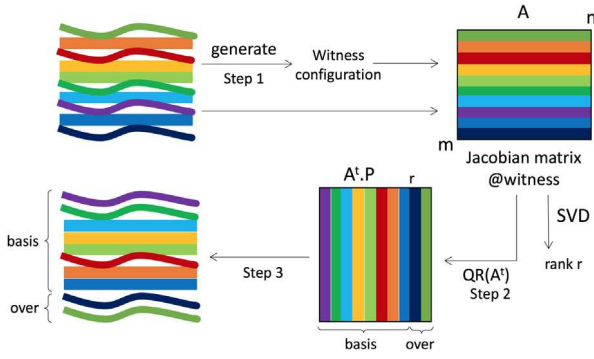 A
n
generate
Step 1
Witness
configuration
m
Jacobian matrix
@witness
Aᵗ.P
r
SVD
rank r
basis
over
Step 3
QR(Aᵗ)
Step 2
basis
over